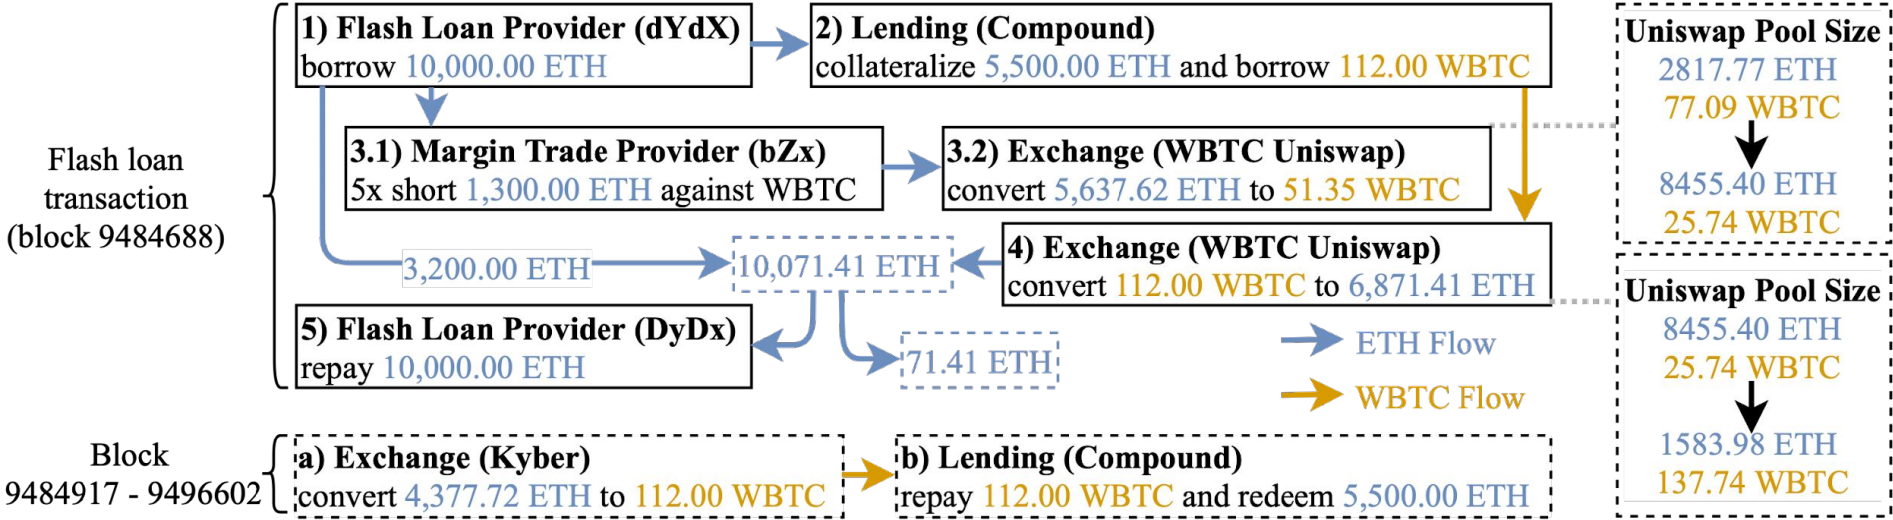 1) Flash Loan Provider (dYdX)
borrow 10,000.00 ETH
2) Lending (Compound)
collateralize 5,500.00 ETH and borrow 112.00 WBTC
Flash loan
transaction
(block 9484688)
3.1) Margin Trade Provider (bZx)
5x short 1,300.00 ETH against WBTC
3.2) Exchange (WBTC Uniswap)
convert 5,637.62 ETH to 51.35 WBTC
3,200.00 ETH
10,071.41 ETH
4) Exchange (WBTC Uniswap)
convert 112.00 WBTC to 6,871.41 ETH
5) Flash Loan Provider (DyDx)
repay 10,000.00 ETH
71.41 ETH
ETH Flow
WBTC Flow
Uniswap Pool Size
2817.77 ETH
77.09 WBTC
8455.40 ETH
25.74 WBTC
Uniswap Pool Size
8455.40 ETH
25.74 WBTC
1583.98 ETH
137.74 WBTC
Block
9484917 - 9496602
a) Exchange (Kyber)
convert 4,377.72 ETH to 112.00 WBTC
b) Lending (Compound)
repay 112.00 WBTC and redeem 5,500.00 ETH